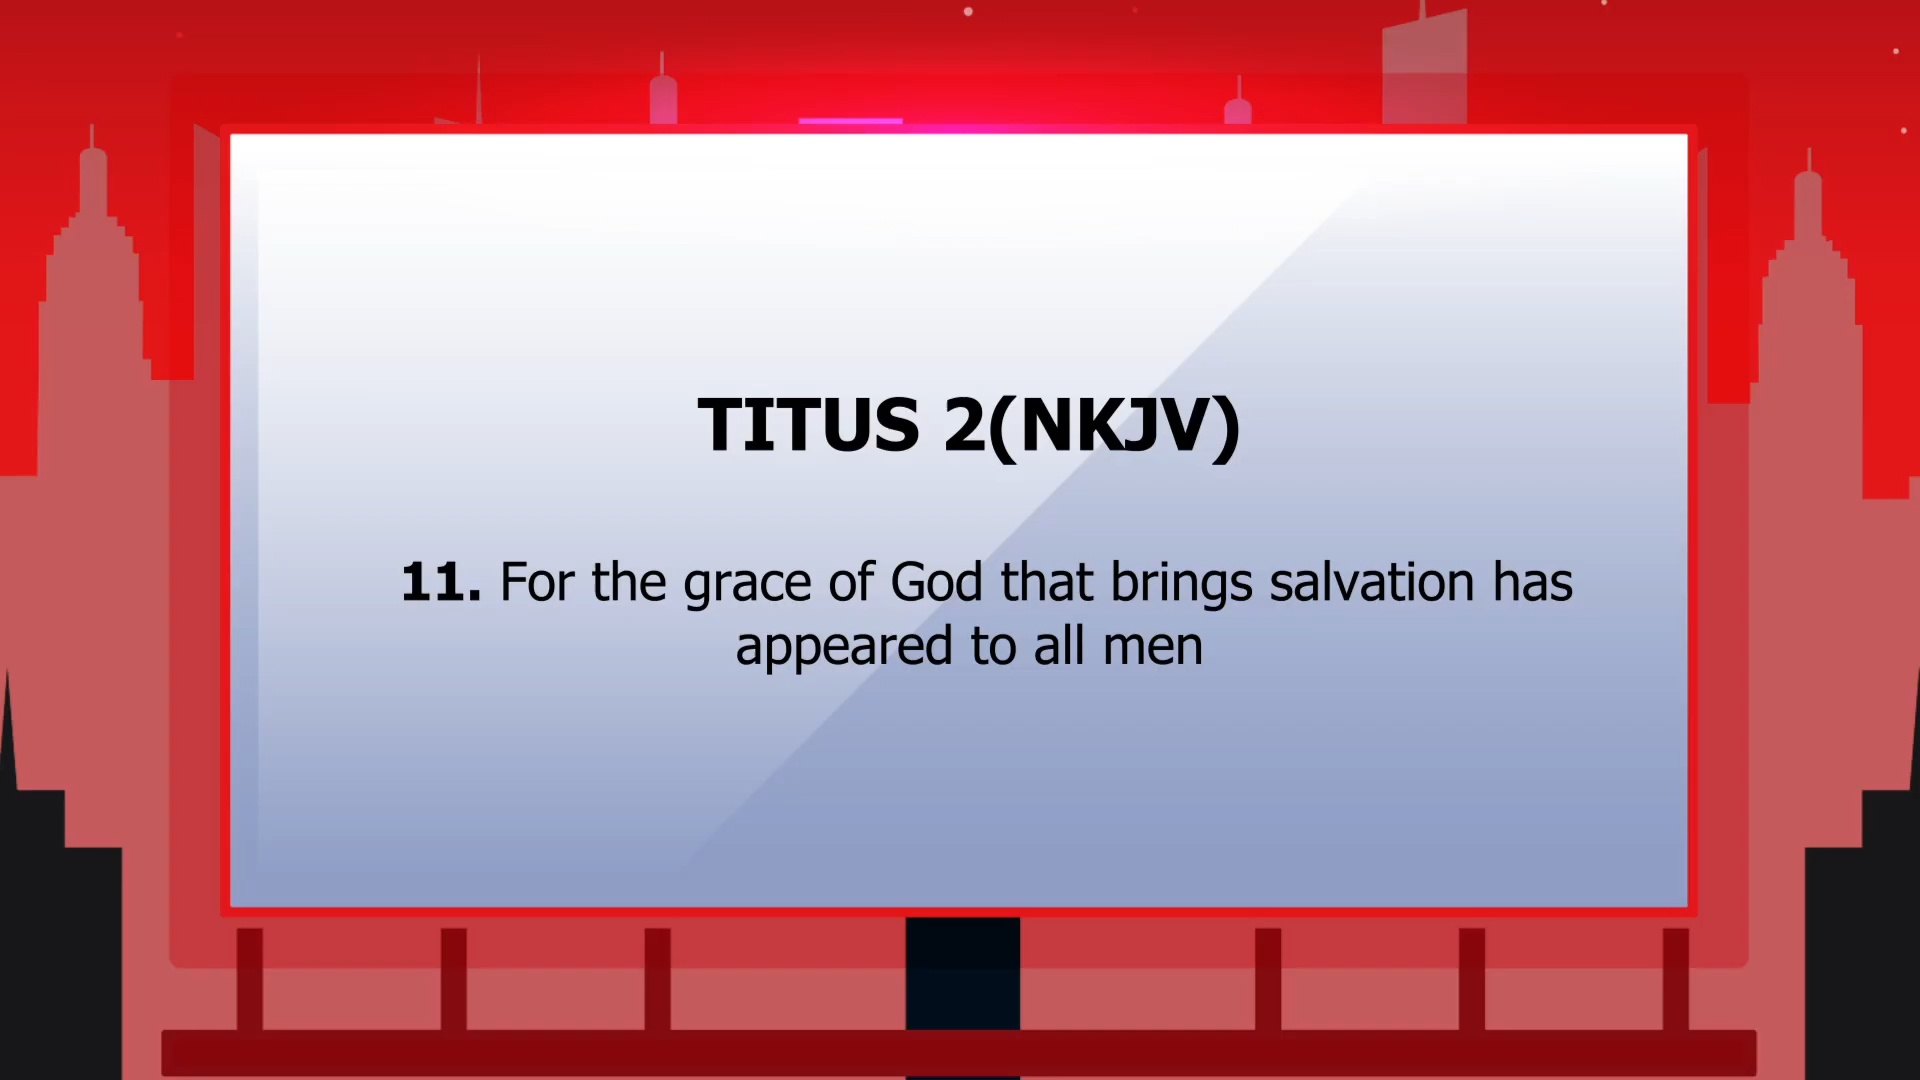 TITUS 2(NKJV)
11. For the grace of God that brings salvation has
appeared to all men